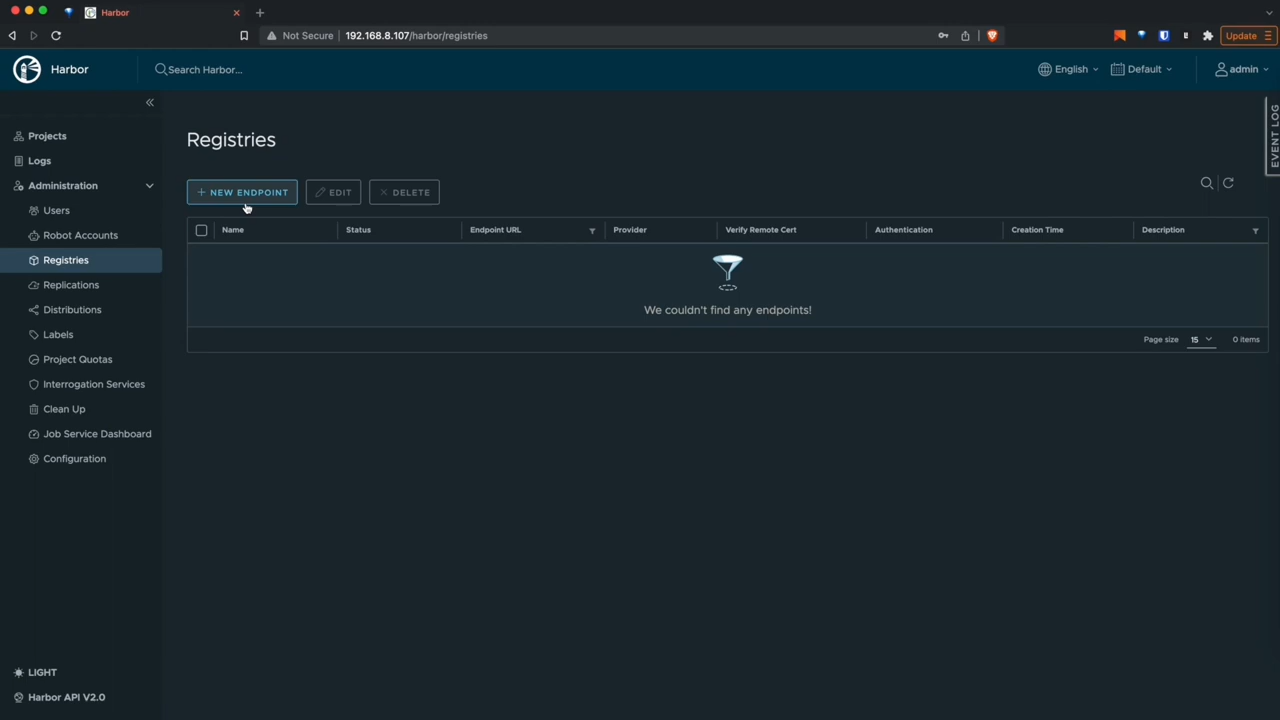 Harbor
Not Secure 192.168.8.107/harbor/registries
Update
Harbor
Search Harbor...
English
Default
admin
EVENT LOG
Projects
Logs
Administration
Users
Robot Accounts
Registries
Replications
Distributions
Labels
Project Quotas
Interrogation Services
Clean Up
Job Service Dashboard
Configuration
LIGHT
Harbor API V2.0
Registries
NEW ENDPOINT EDIT DELETE
Name Status Endpoint URL Provider Verify Remote Cert Authentication Creation Time Description
We couldn't find any endpoints!
Page size 15 0 items